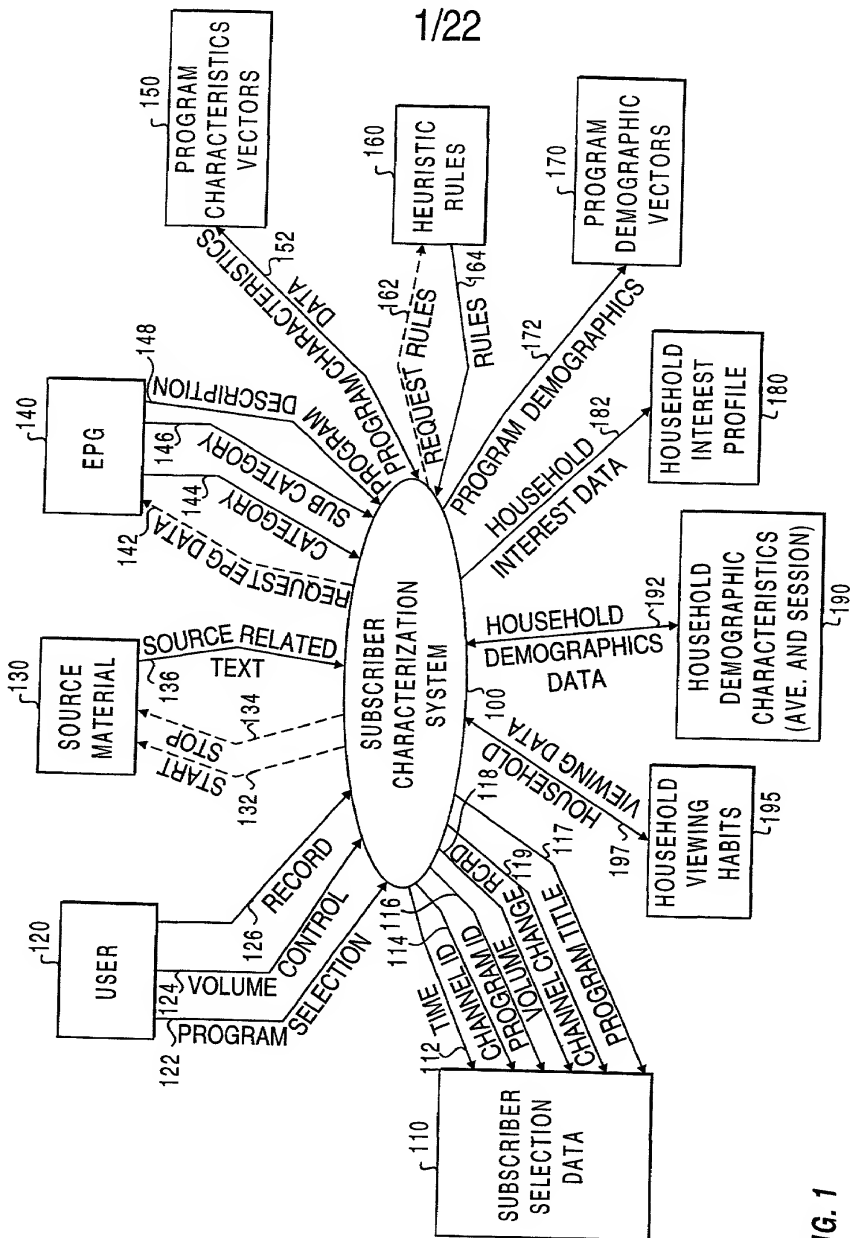 1/22
120
USER
122
PROGRAM
SELECTION
124
VOLUME
CONTROL
126
RECORD
130
SOURCE
MATERIAL
START
132
STOP
134
136
SOURCE RELATED
TEXT
140
EPG
142
REQUEST EPG DATA
144
CATEGORY
146
SUB CATEGORY
148
PROGRAM
DESCRIPTION
150
PROGRAM
CHARACTERISTICS
VECTORS
PROGRAM CHARACTERISTICS
DATA
152
160
HEURISTIC
RULES
REQUEST RULES
162
RULES
164
170
PROGRAM
DEMOGRAPHIC
VECTORS
PROGRAM DEMOGRAPHICS
172
HOUSEHOLD
INTEREST DATA
182
HOUSEHOLD
INTEREST
PROFILE
180
HOUSEHOLD
DEMOGRAPHICS
DATA
192
HOUSEHOLD
DEMOGRAPHIC
CHARACTERISTICS
(AVE. AND SESSION)
190
HOUSEHOLD
VIEWING DATA
197
HOUSEHOLD
VIEWING
HABITS
195
SUBSCRIBER
CHARACTERIZATION
SYSTEM
100
110
SUBSCRIBER
SELECTION
DATA
112
TIME
114
CHANNEL ID
116
PROGRAM ID
118
VOLUME
CHANGE RCRD
119
CHANNEL CHANGE
117
PROGRAM TITLE